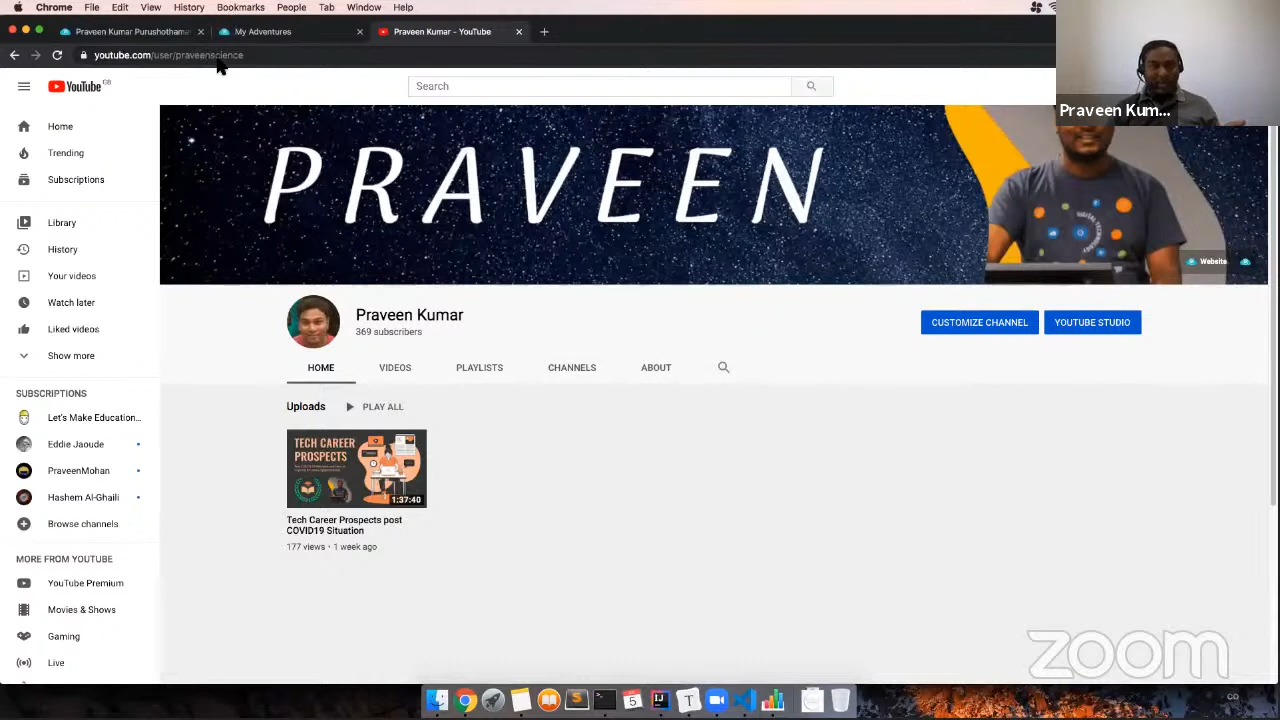 Chrome File Edit View History Bookmarks People Tab Window Help
Praveen Kumar Purushothama
My Adventures
Praveen Kumar - YouTube
youtube.com/user/praveenscience
YouTube GB
Search
Praveen Kum...
Home
Trending
Subscriptions
Library
History
Your videos
Watch later
Liked videos
Show more
SUBSCRIPTIONS
Let's Make Education...
Eddie Jaoude
PraveenMohan
Hashem Al-Ghaili
Browse channels
MORE FROM YOUTUBE
YouTube Premium
Movies & Shows
Gaming
Live
PRAVEEN
DIGITAL TECHNOLOGY
Website
Praveen Kumar
369 subscribers
CUSTOMIZE CHANNEL
YOUTUBE STUDIO
HOME VIDEOS PLAYLISTS CHANNELS ABOUT
Uploads
PLAY ALL
TECH CAREER
PROSPECTS
1:37:40
Tech Career Prospects post
COVID19 Situation
177 views • 1 week ago
zoom
5